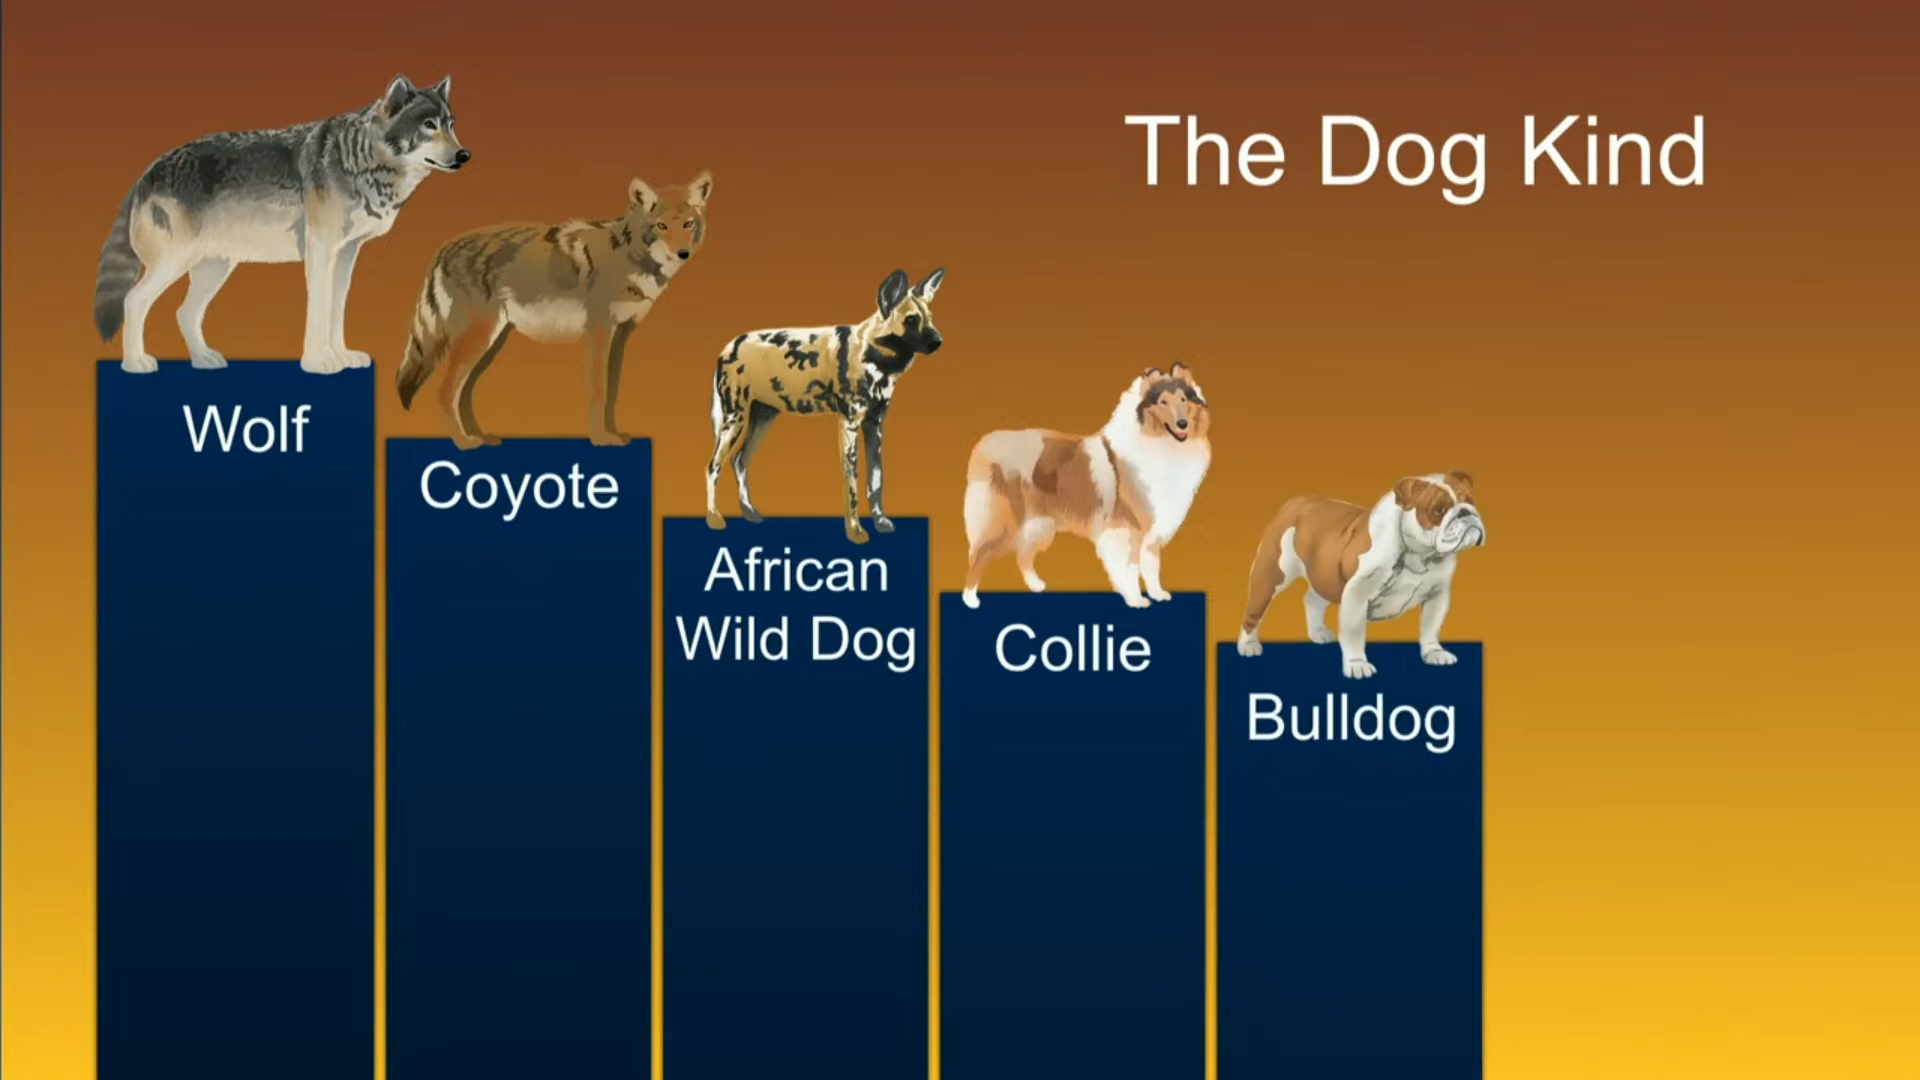 The Dog Kind
Wolf
Coyote
African
Wild Dog
Collie
Bulldog